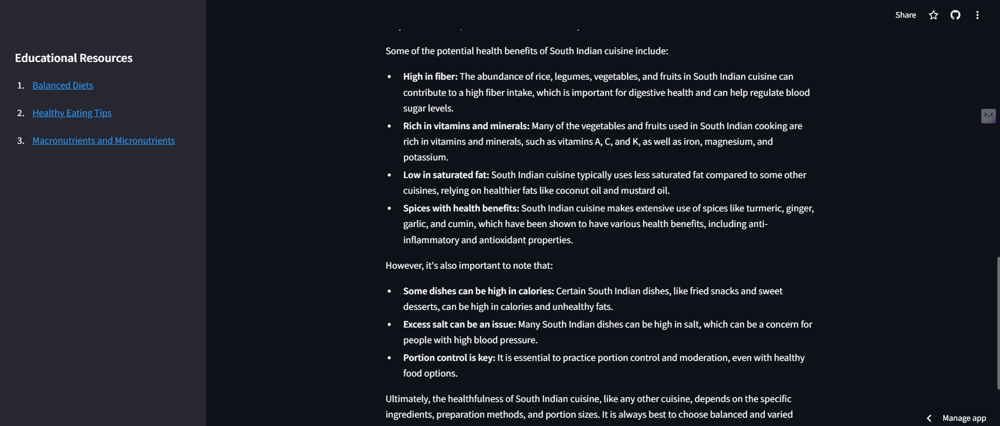 Share
Educational Resources
1. Balanced Diets
2. Healthy Eating Tips
3. Macronutrients and Micronutrients
Some of the potential health benefits of South Indian cuisine include:
• High in fiber: The abundance of rice, legumes, vegetables, and fruits in South Indian cuisine can
contribute to a high fiber intake, which is important for digestive health and can help regulate blood
sugar levels.
• Rich in vitamins and minerals: Many of the vegetables and fruits used in South Indian cooking are
rich in vitamins and minerals, such as vitamins A, C, and K, as well as iron, magnesium, and
potassium.
• Low in saturated fat: South Indian cuisine typically uses less saturated fat compared to some other
cuisines, relying on healthier fats like coconut oil and mustard oil.
• Spices with health benefits: South Indian cuisine makes extensive use of spices like turmeric, ginger,
garlic, and cumin, which have been shown to have various health benefits, including anti-
inflammatory and antioxidant properties.
However, it's also important to note that:
• Some dishes can be high in calories: Certain South Indian dishes, like fried snacks and sweet
desserts, can be high in calories and unhealthy fats.
• Excess salt can be an issue: Many South Indian dishes can be high in salt, which can be a concern for
people with high blood pressure.
• Portion control is key: It is essential to practice portion control and moderation, even with healthy
food options.
Ultimately, the healthfulness of South Indian cuisine, like any other cuisine, depends on the specific
ingredients, preparation methods, and portion sizes. It is always best to choose balanced and varied
Manage app